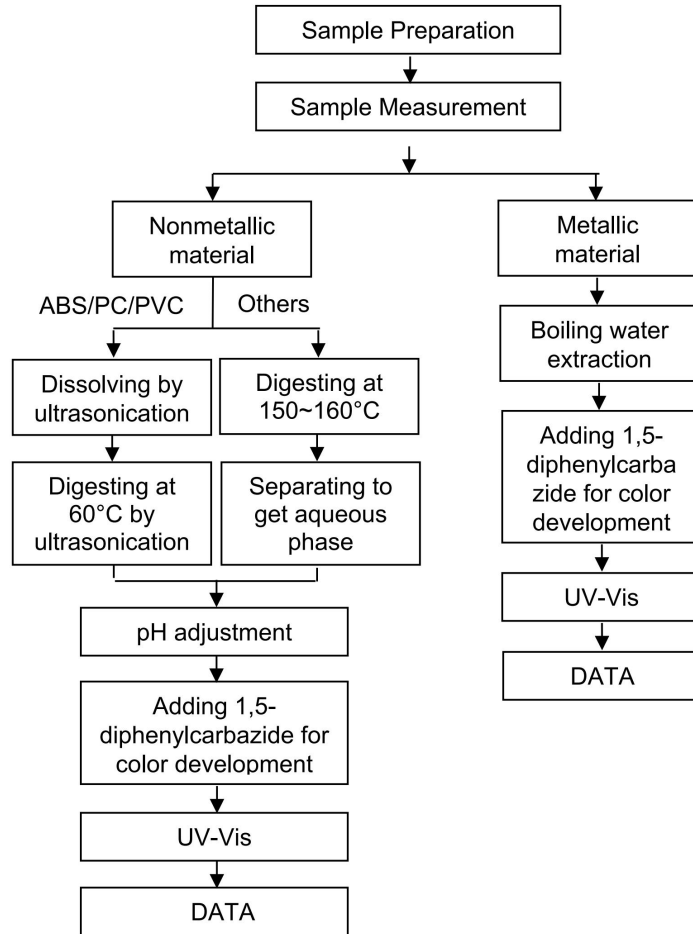 Sample Preparation
Sample Measurement
Nonmetallic
material
ABS/PC/PVC
Others
Dissolving by
ultrasonication
Digesting at
150~160°C
Digesting at
60°C by
ultrasonication
Separating to
get aqueous
phase
pH adjustment
Adding 1,5-
diphenylcarbazide for
color development
UV-Vis
DATA
Metallic
material
Boiling water
extraction
Adding 1,5-
diphenylcarba
zide for color
development
UV-Vis
DATA